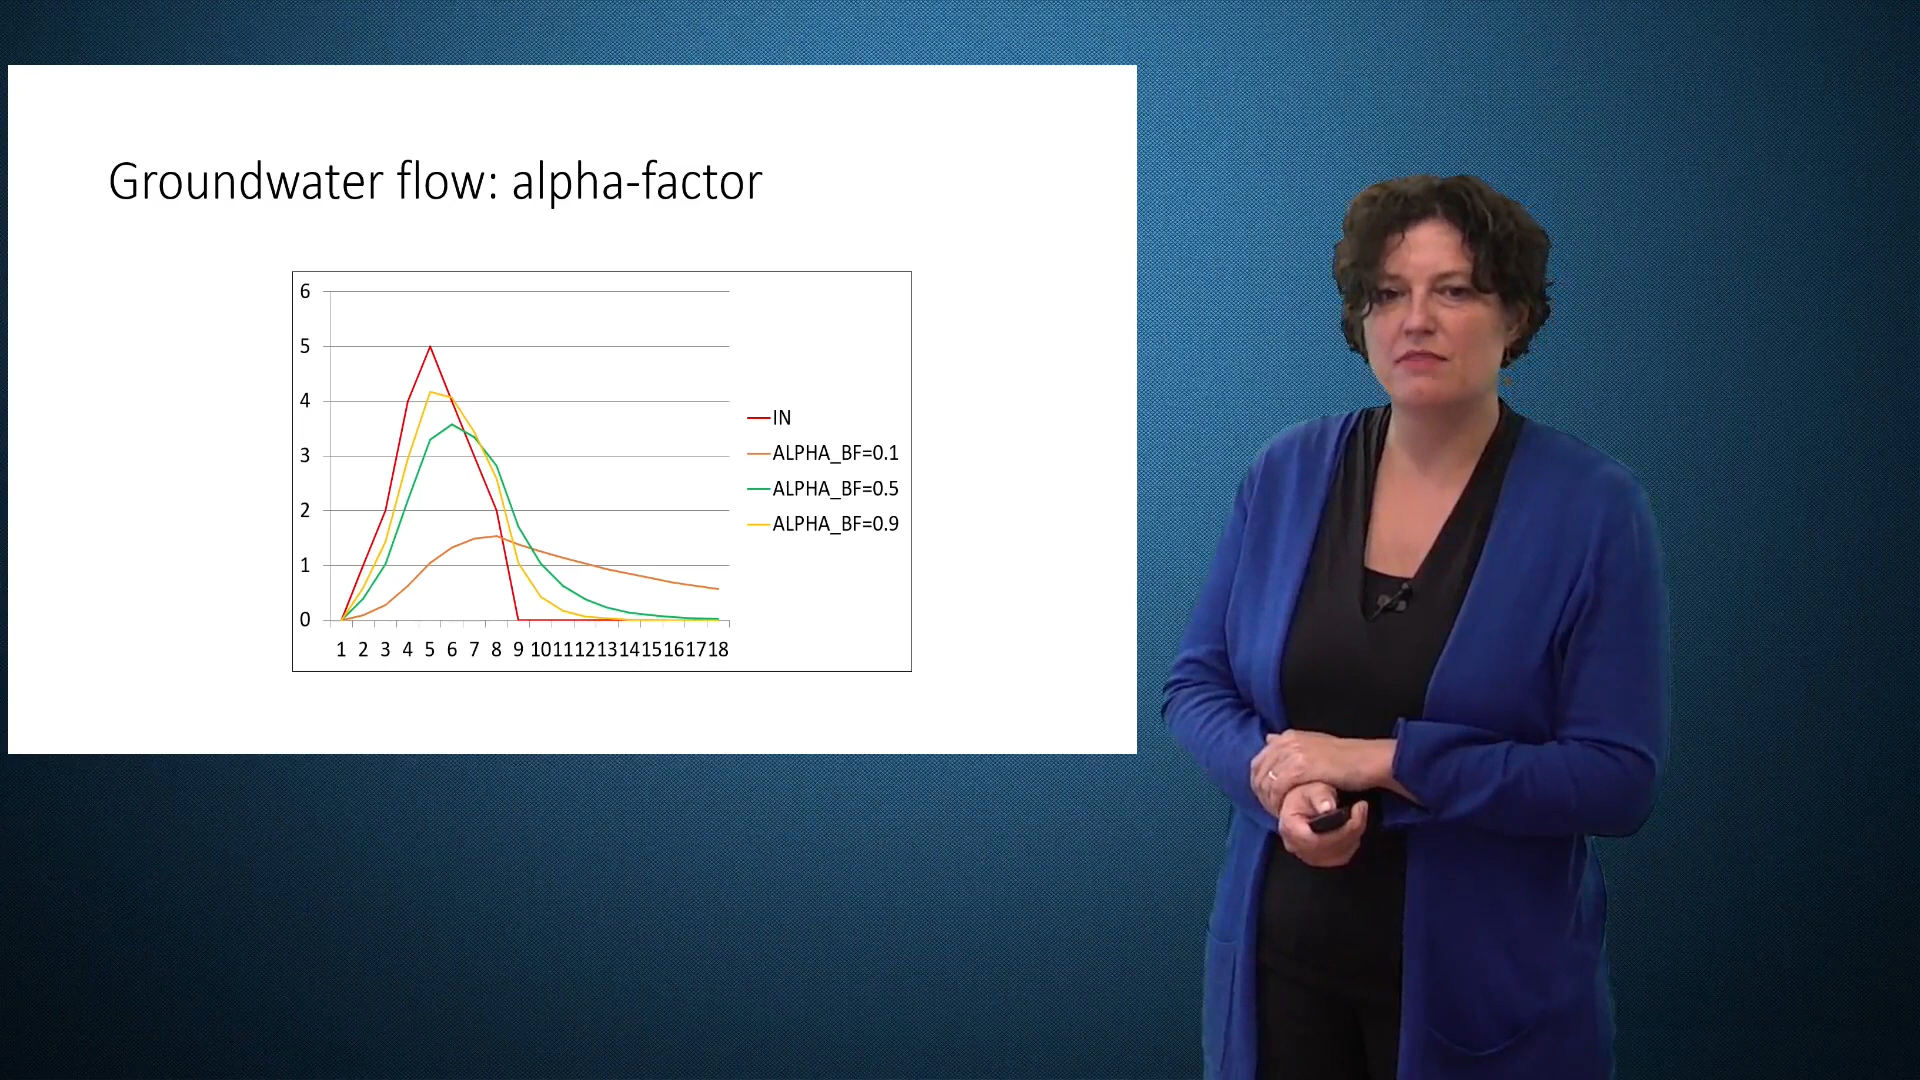 Groundwater flow: alpha-factor
6
5
4
3
2
1
0
1 2 3 4 5 6 7 8 9 10 11 12 13 14 15 16 17 18
IN
ALPHA_BF=0.1
ALPHA_BF=0.5
ALPHA_BF=0.9